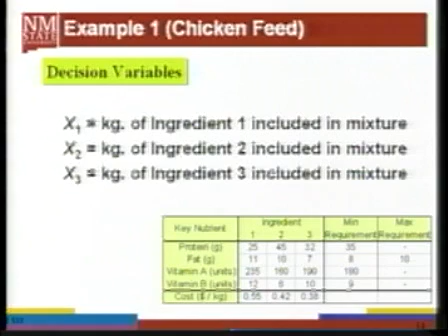 NM
STATE
Example 1 (Chicken Feed)
Decision Variables
X1 = kg. of Ingredient 1 included in mixture
X2 = kg. of Ingredient 2 included in mixture
X3 = kg. of Ingredient 3 included in mixture
Key Nutrient Ingredient Min Requirement Max Requirement
1 2 3
Protein (g) 25 45 32 35 -
Fat (g) 11 10 7 8 10
Vitamin A (units) 235 160 190 180 -
Vitamin B (units) 12 6 10 9 -
Cost ($ / kg) 0.55 0.42 0.38